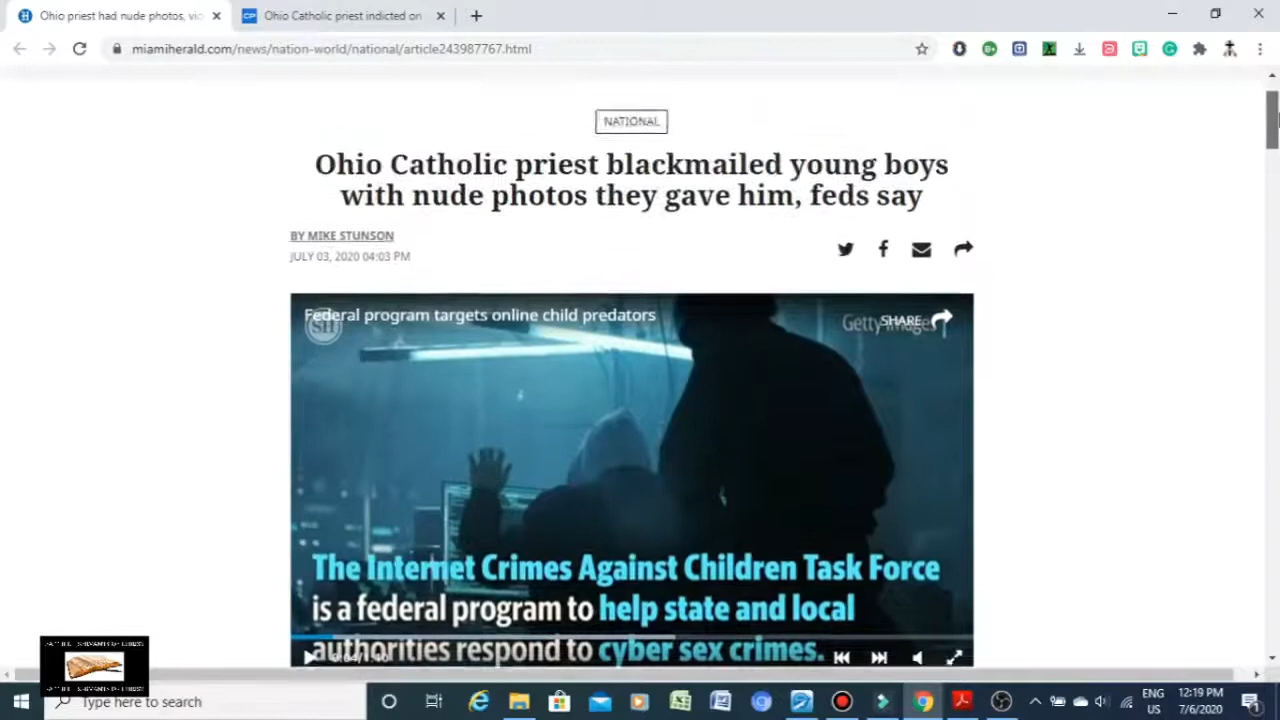 Ohio priest had nude photos, vi
Ohio Catholic priest indicted on
miamiherald.com/news/nation-world/national/article243987767.html
NATIONAL
Ohio Catholic priest blackmailed young boys
with nude photos they gave him, feds say
BY MIKE STUNSON
JULY 03, 2020 04:03 PM
Federal program targets online child predators
SH
Getty Images
SHARE
The Internet Crimes Against Children Task Force
is a federal program to help state and local
authorities respond to cyber sex crimes.
Type here to search
ENG
US
12:19 PM
7/6/2020